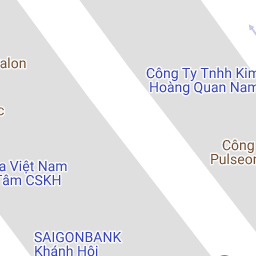 alon
Công Ty Tnhh Kim
Hoàng Quan Nam
c
Công
Pulseon
a Việt Nam
Tâm CSKH
SAIGONBANK
Khánh Hội